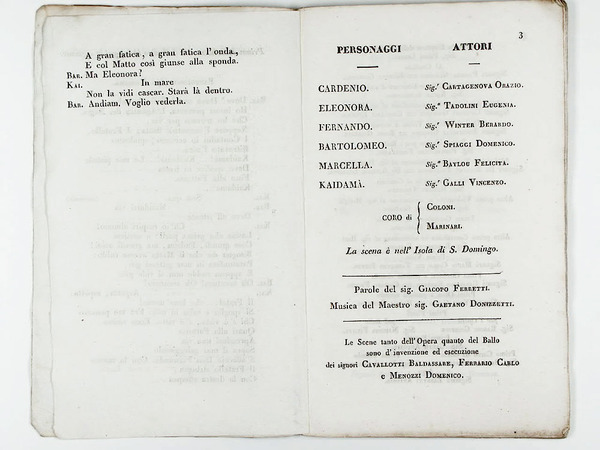 A gran fatica, a gran fatica l'onda,
E col Matto così giunse alla sponda.
Bar. Ma Eleonora?
Kai. In mare
Non la vidi cascar. Starà là dentro.
Bar. Andiam. Voglio vederla.
3
PERSONAGGI ATTORI
CARDENIO. Sig.r Cartagenova Orazio.
ELEONORA. Sig.a Tadolini Eugenia.
FERNANDO. Sig.r Winter Berardo.
BARTOLOMEO. Sig.r Spiaggi Domenico.
MARCELLA. Sig.a Baylou Felicita.
KAIDAMÀ. Sig.r Galli Vincenzo.
CORO di { Coloni.
Marinari.
La scena è nell'Isola di S. Domingo.
Parole del sig. Giacopo Ferretti.
Musica del Maestro sig. Gaetano Donizzetti.
Le Scene tanto dell'Opera quanto del Ballo
sono d'invenzione ed esecuzione
dei signori Cavallotti Baldassare, Ferrario Carlo
e Menozzi Domenico.